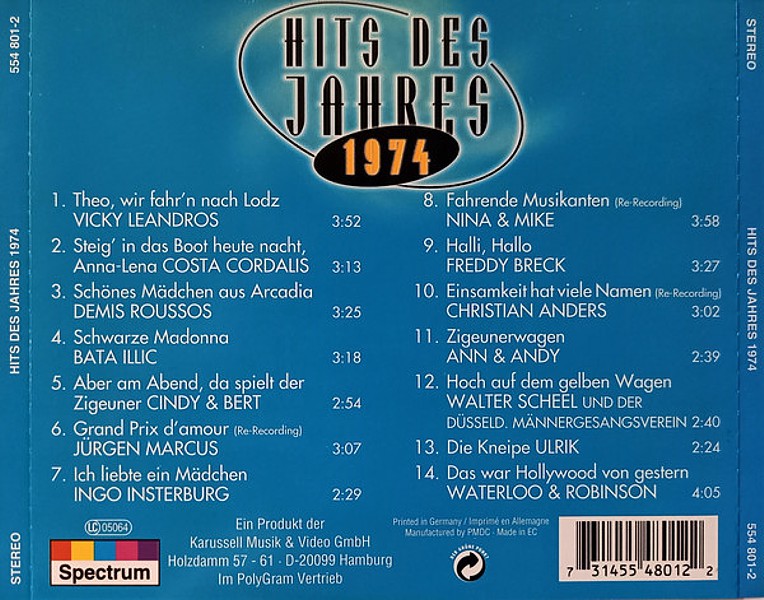 554 801-2
HITS DES JAHRES 1974
STEREO
HITS DES
JAHRES
1974
1. Theo, wir fahr'n nach Lodz
VICKY LEANDROS 3:52
2. Steig' in das Boot heute nacht,
Anna-Lena COSTA CORDALIS 3:13
3. Schönes Mädchen aus Arcadia
DEMIS ROUSSOS 3:25
4. Schwarze Madonna
BATA ILLIC 3:18
5. Aber am Abend, da spielt der
Zigeuner CINDY & BERT 2:54
6. Grand Prix d'amour (Re-Recording)
JÜRGEN MARCUS 3:07
7. Ich liebte ein Mädchen
INGO INSTERBURG 2:29
8. Fahrende Musikanten (Re-Recording)
NINA & MIKE 3:58
9. Halli, Hallo
FREDDY BRECK 3:27
10. Einsamkeit hat viele Namen (Re-Recording)
CHRISTIAN ANDERS 3:02
11. Zigeunerwagen
ANN & ANDY 2:39
12. Hoch auf dem gelben Wagen
WALTER SCHEEL UND DER
DÜSSELD. MÄNNERGESANGSVEREIN 2:40
13. Die Kneipe ULRIK 2:24
14. Das war Hollywood von gestern
WATERLOO & ROBINSON 4:05
LC 05064
Spectrum
Ein Produkt der
Karussell Musik & Video GmbH
Holzdamm 57 - 61 · D-20099 Hamburg
Im PolyGram Vertrieb
Printed in Germany / Imprimé en Allemagne
Manufactured by PMDC · Made in EC
DER GRÜNE PUNKT
7 31455 48012 2
STEREO
HITS DES JAHRES 1974
554 801-2